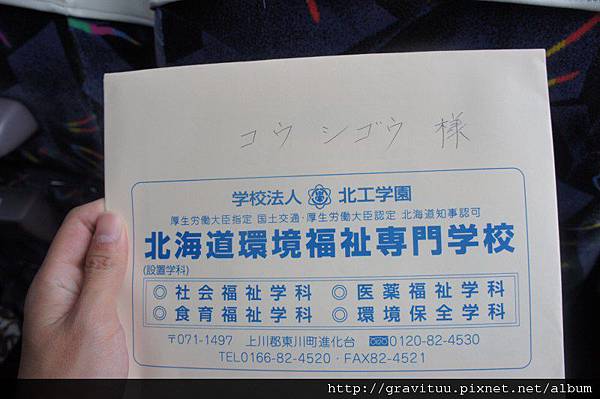 コウ シゴウ 様
学校法人 北工学園
厚生労働大臣指定 国土交通・厚生労働大臣認定 北海道知事認可
北海道環境福祉専門学校
(設置学科)
◎ 社会福祉学科 ◎ 医薬福祉学科
◎ 食育福祉学科 ◎ 環境保全学科
〒071-1497 上川郡東川町進化台 0120-82-4530
TEL0166-82-4520・FAX82-4521
http://gravituu.pixnet.net/album